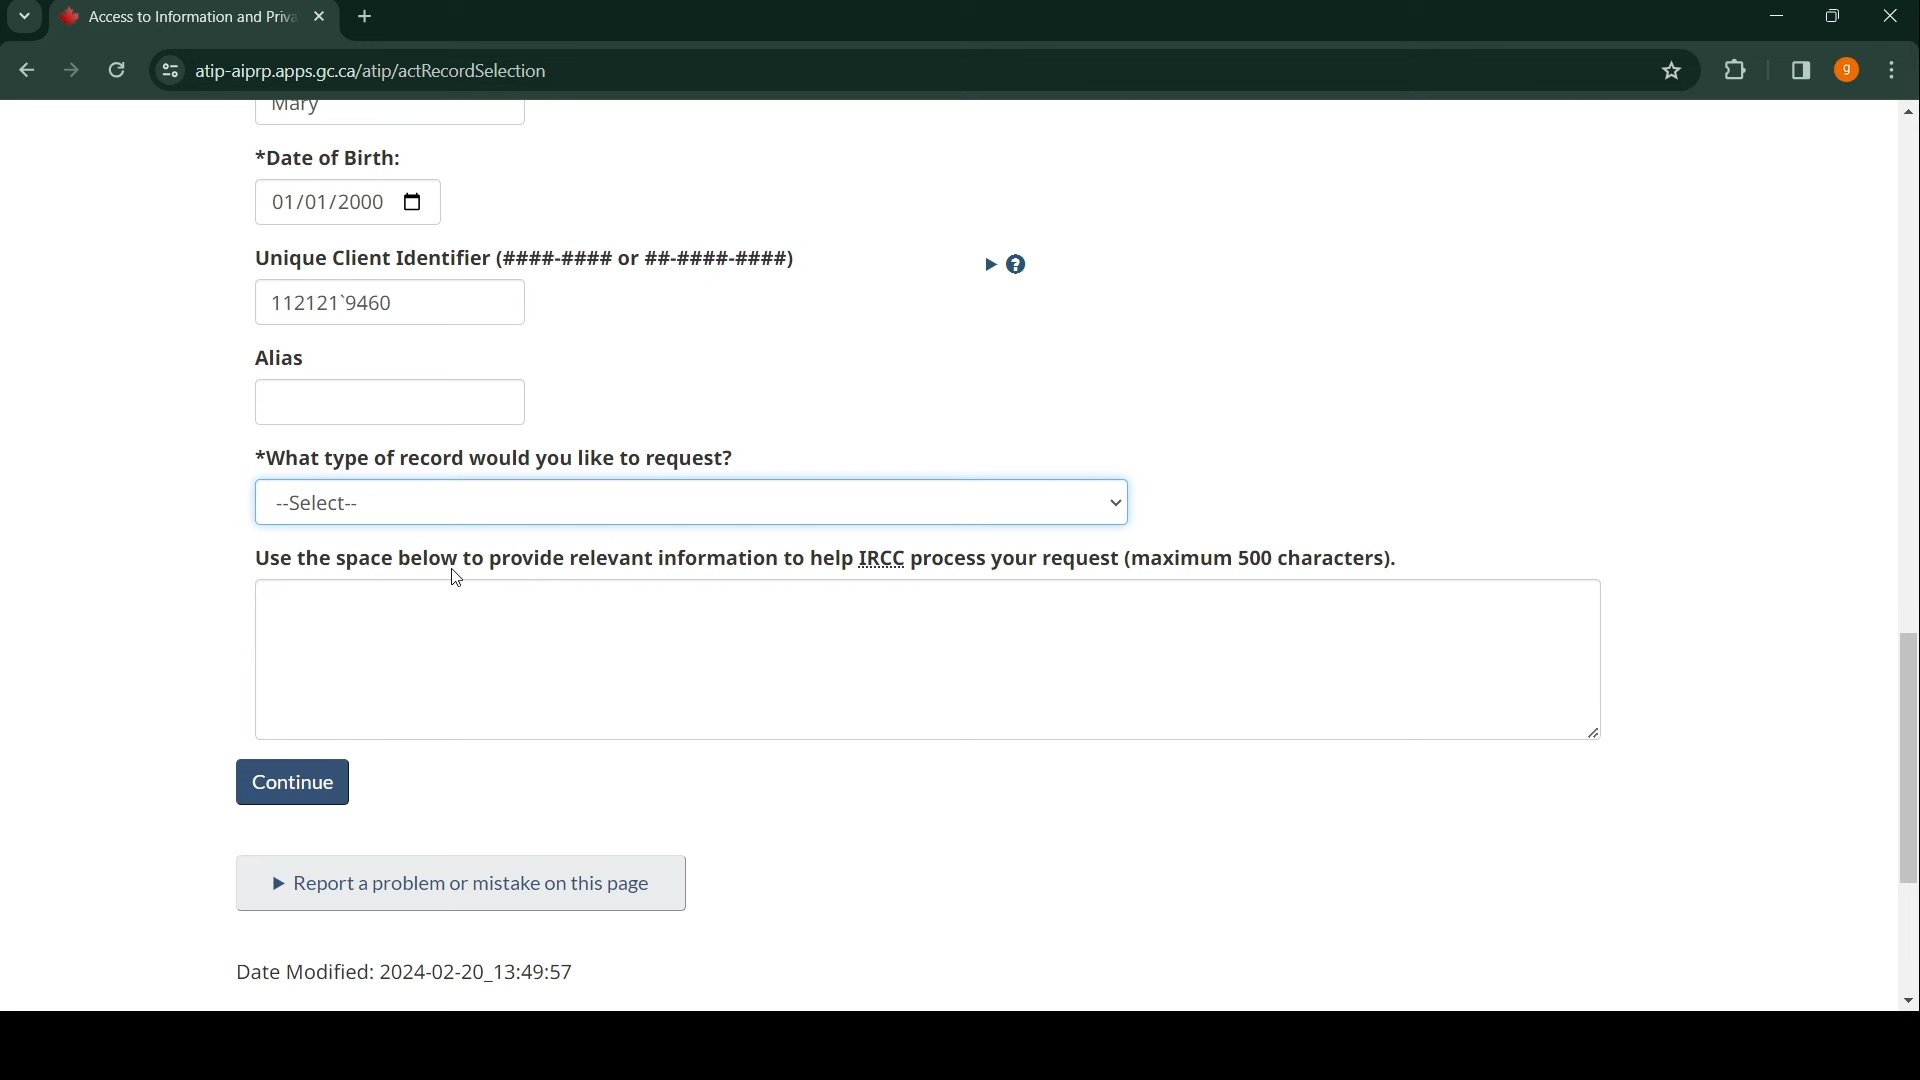 Access to Information and Priva
atip-aiprp.apps.gc.ca/atip/actRecordSelection
g
Mary
*Date of Birth:
01/01/2000
Unique Client Identifier (####-#### or ##-####-####)
?
112121`9460
Alias
*What type of record would you like to request?
--Select--
Use the space below to provide relevant information to help IRCC process your request (maximum 500 characters).
Continue
Report a problem or mistake on this page
Date Modified: 2024-02-20_13:49:57